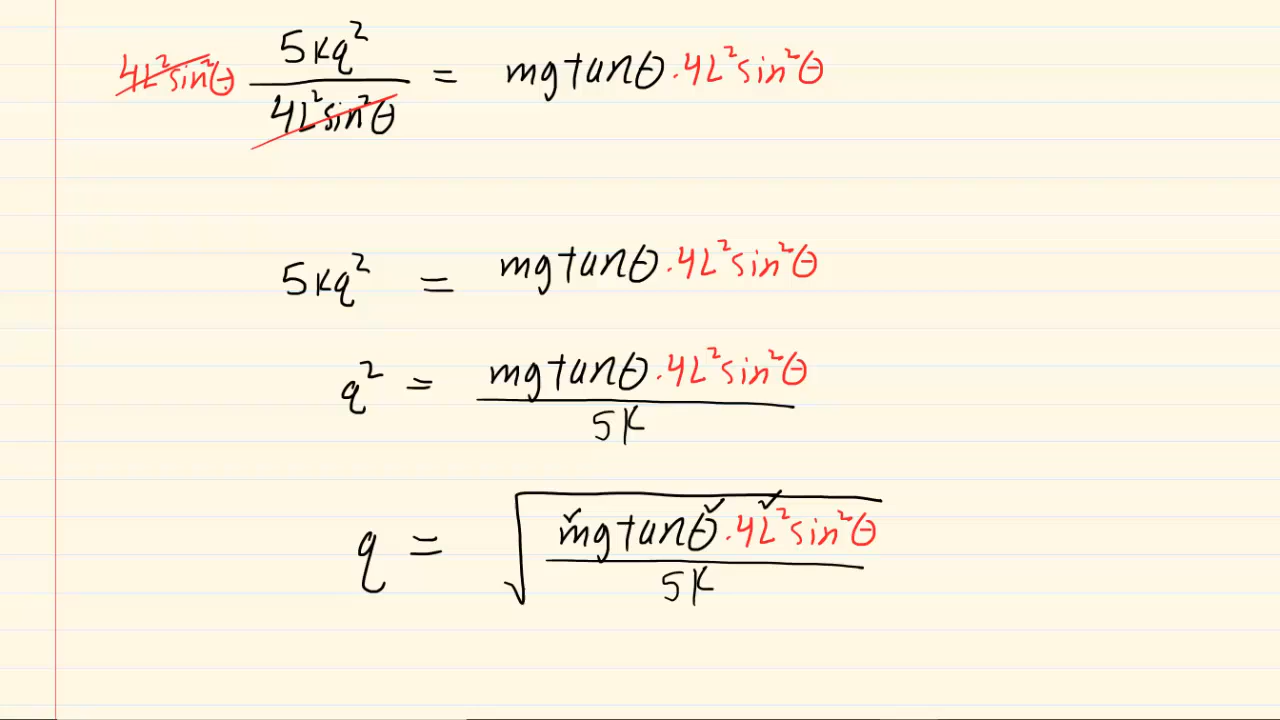 4L²sin²θ 5kq² / 4L²sin²θ = mg tanθ · 4L²sin²θ
5kq² = mg tanθ · 4L²sin²θ
q² = mg tanθ · 4L²sin²θ / 5k
q = √(mg tanθ · 4L²sin²θ / 5k)